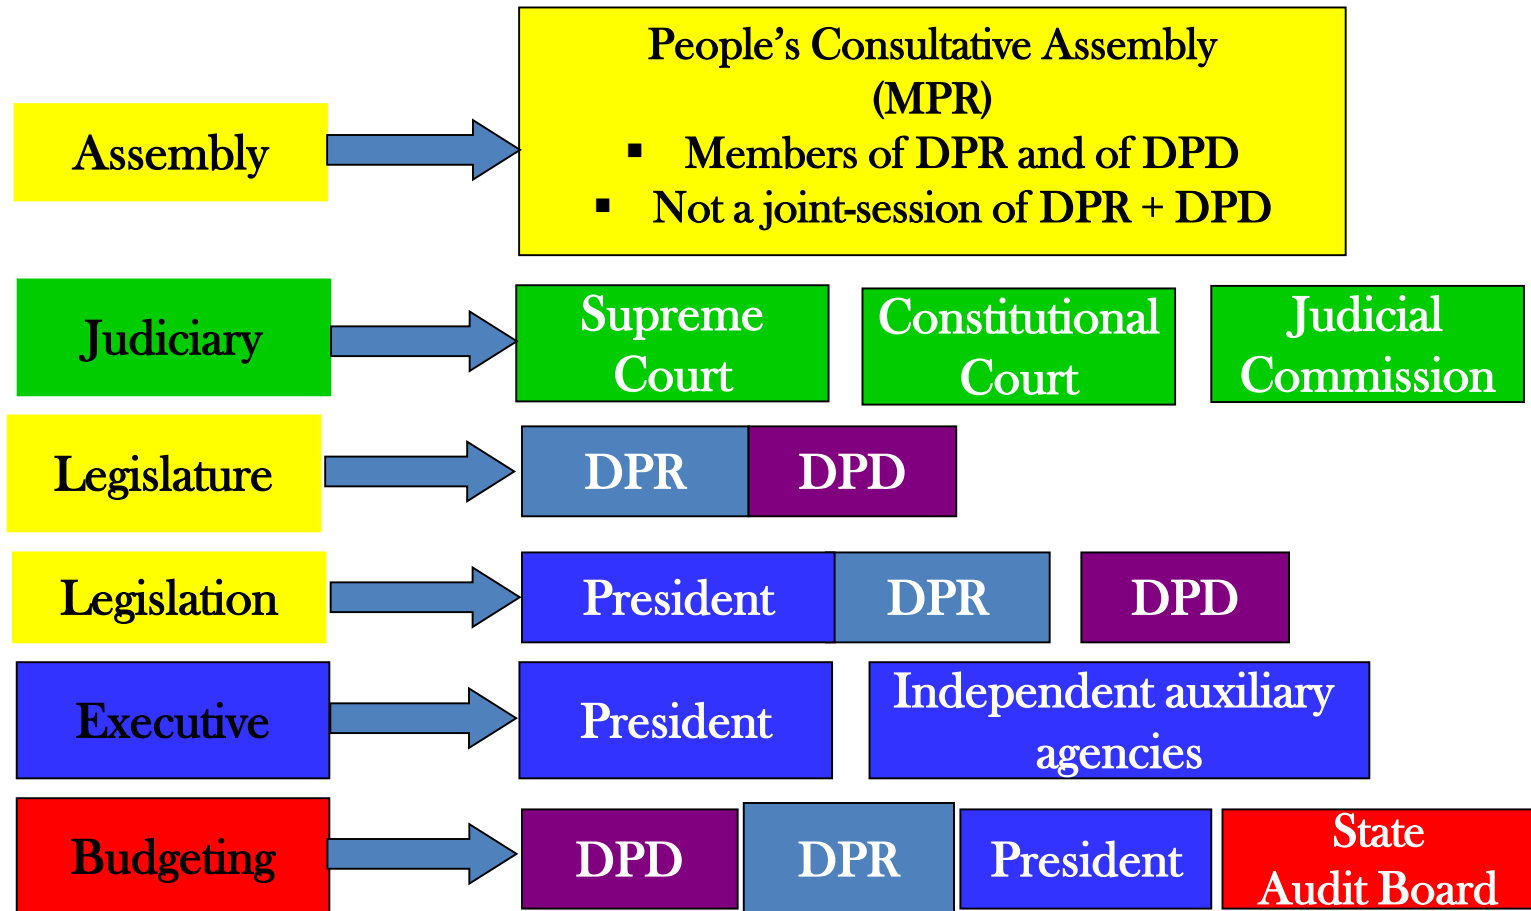 People’s Consultative Assembly
(MPR)
Assembly
▪ Members of DPR and of DPD
▪ Not a joint-session of DPR + DPD
Judiciary
Supreme
Court
Constitutional
Court
Judicial
Commission
Legislature
DPR
DPD
Legislation
President
DPR
DPD
Executive
President
Independent auxiliary
agencies
Budgeting
DPD
DPR
President
State
Audit Board